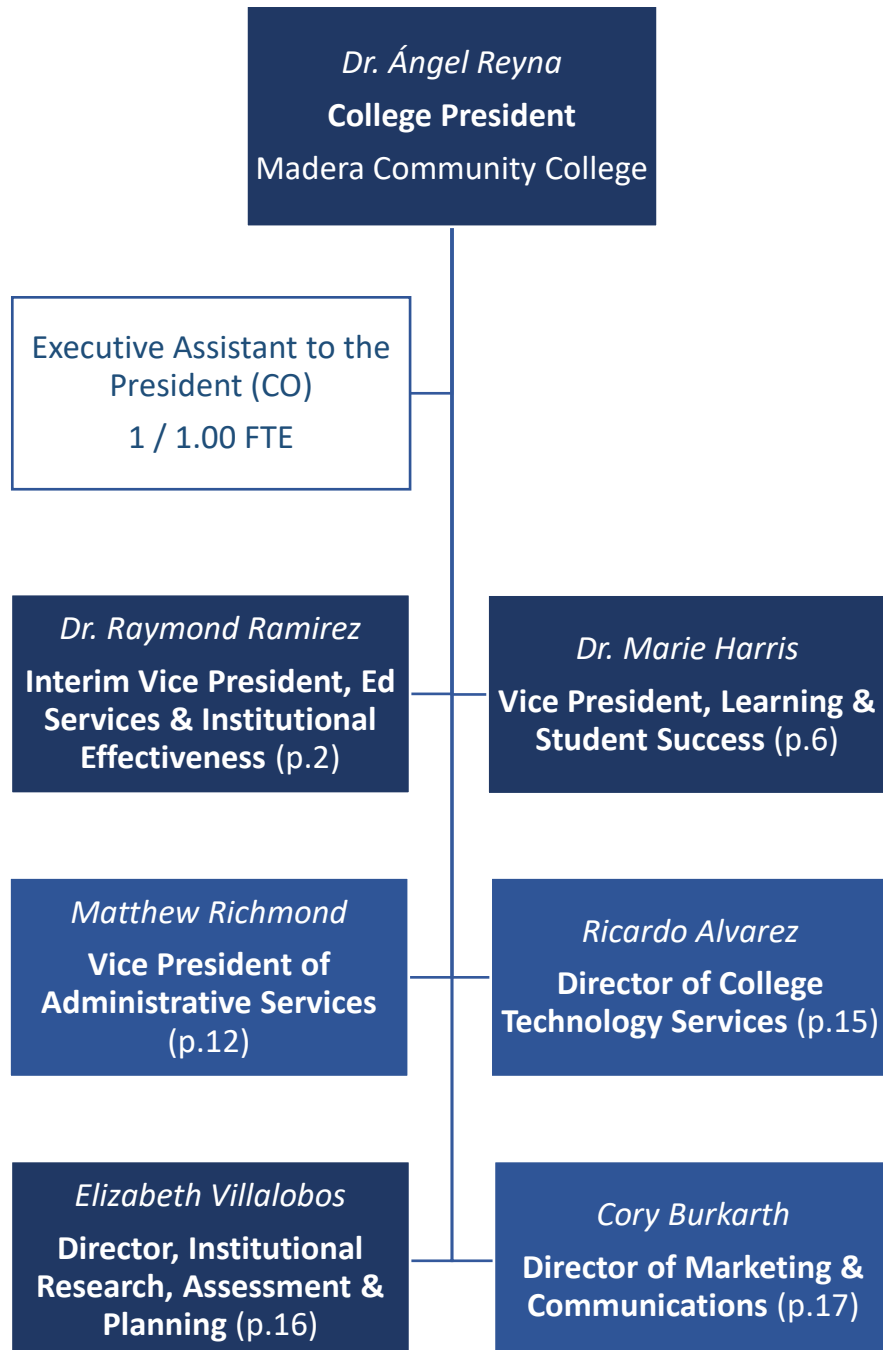 Dr. Ángel Reyna
College President
Madera Community College
Executive Assistant to the
President (CO)
1 / 1.00 FTE
Dr. Raymond Ramirez
Interim Vice President, Ed
Services & Institutional
Effectiveness (p.2)
Dr. Marie Harris
Vice President, Learning &
Student Success (p.6)
Matthew Richmond
Vice President of
Administrative Services
(p.12)
Ricardo Alvarez
Director of College
Technology Services (p.15)
Elizabeth Villalobos
Director, Institutional
Research, Assessment &
Planning (p.16)
Cory Burkarth
Director of Marketing &
Communications (p.17)